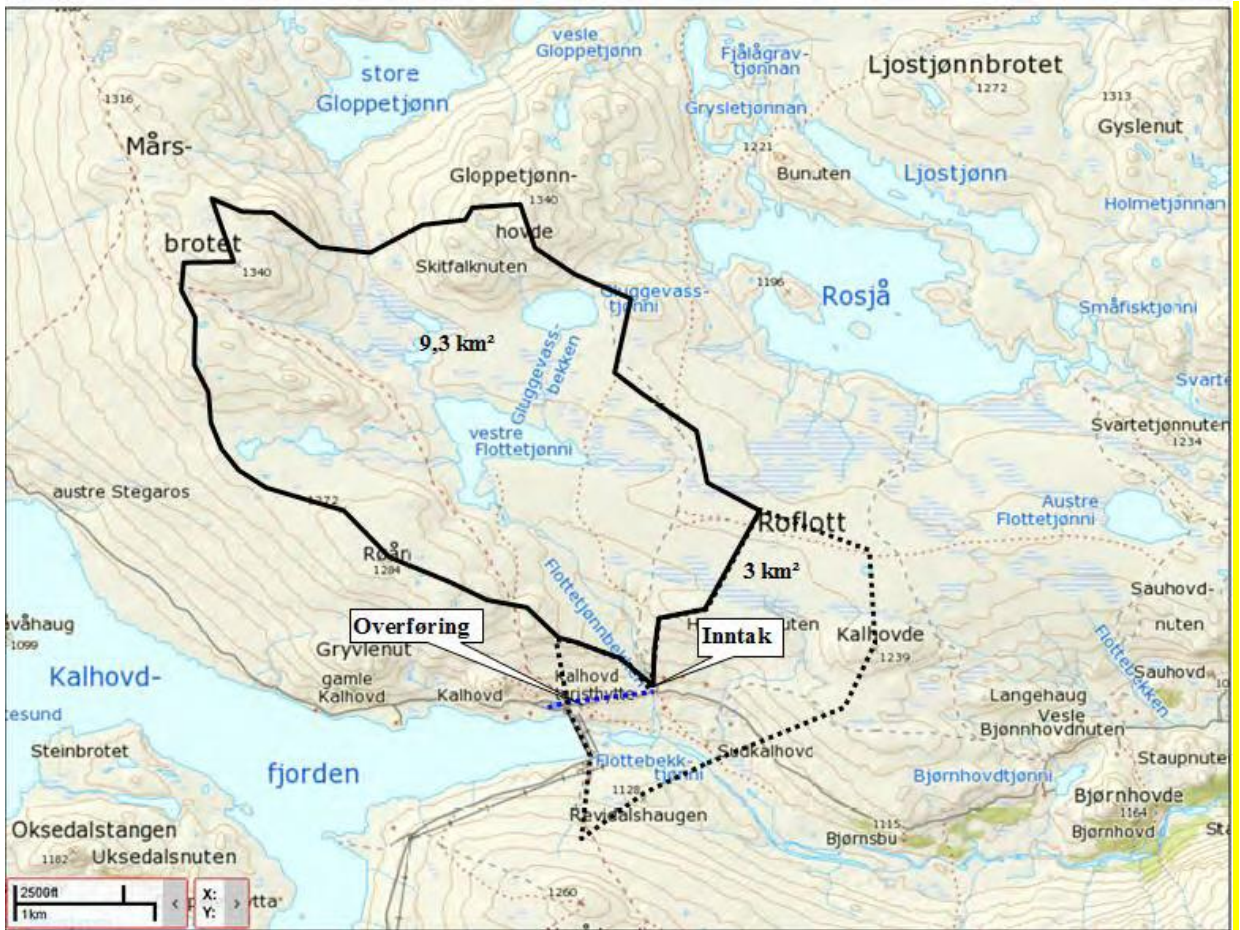 vesle
Gloppetjønn
store
Gloppetjønn
Fjålågrav-
tjønnan
Grysletjønnan
Ljostjønnbrotet
1272
1313
Gyslenut
1316
Mårs-
brotet
1340
Gloppetjønn-
1340
hovde
Skitfalknuten
1221
Bunuten
Ljostjønn
Holmetjønnan
1196
Rosjå
Småfisktjønni
Gluggevass-
tjønni
9,3 km²
Gluggevass-
bekken
vestre
Flottetjønni
Svartetjønnuten
1234
austre Stegaros
1272
Røån
1284
Austre
Flottetjønni
Roflott
3 km²
Flottetjønnbekken
Sauhovd-
nuten
Overføring
Inntak
Kalhovde
1239
Flottebekken
Sauhovd
1099
Gryvlenut
gamle
Kalhovd
Kalhovd
Kalhovd
Kalhovd-
fjorden
Langehaug
Vesle
Bjønnhovdnuten
Steinbrotet
Sudkalhovd
Flottebekk-
tjønni
Staupnuten
Bjørnhovdtjønni
1128
Revidalshaugen
Bjørnhovde
1164
Bjørnhovd
1115
Bjørnsbu
Oksedalstangen
1182
Uksedalsnuten
1260
2500ft
1km
X:
Y: